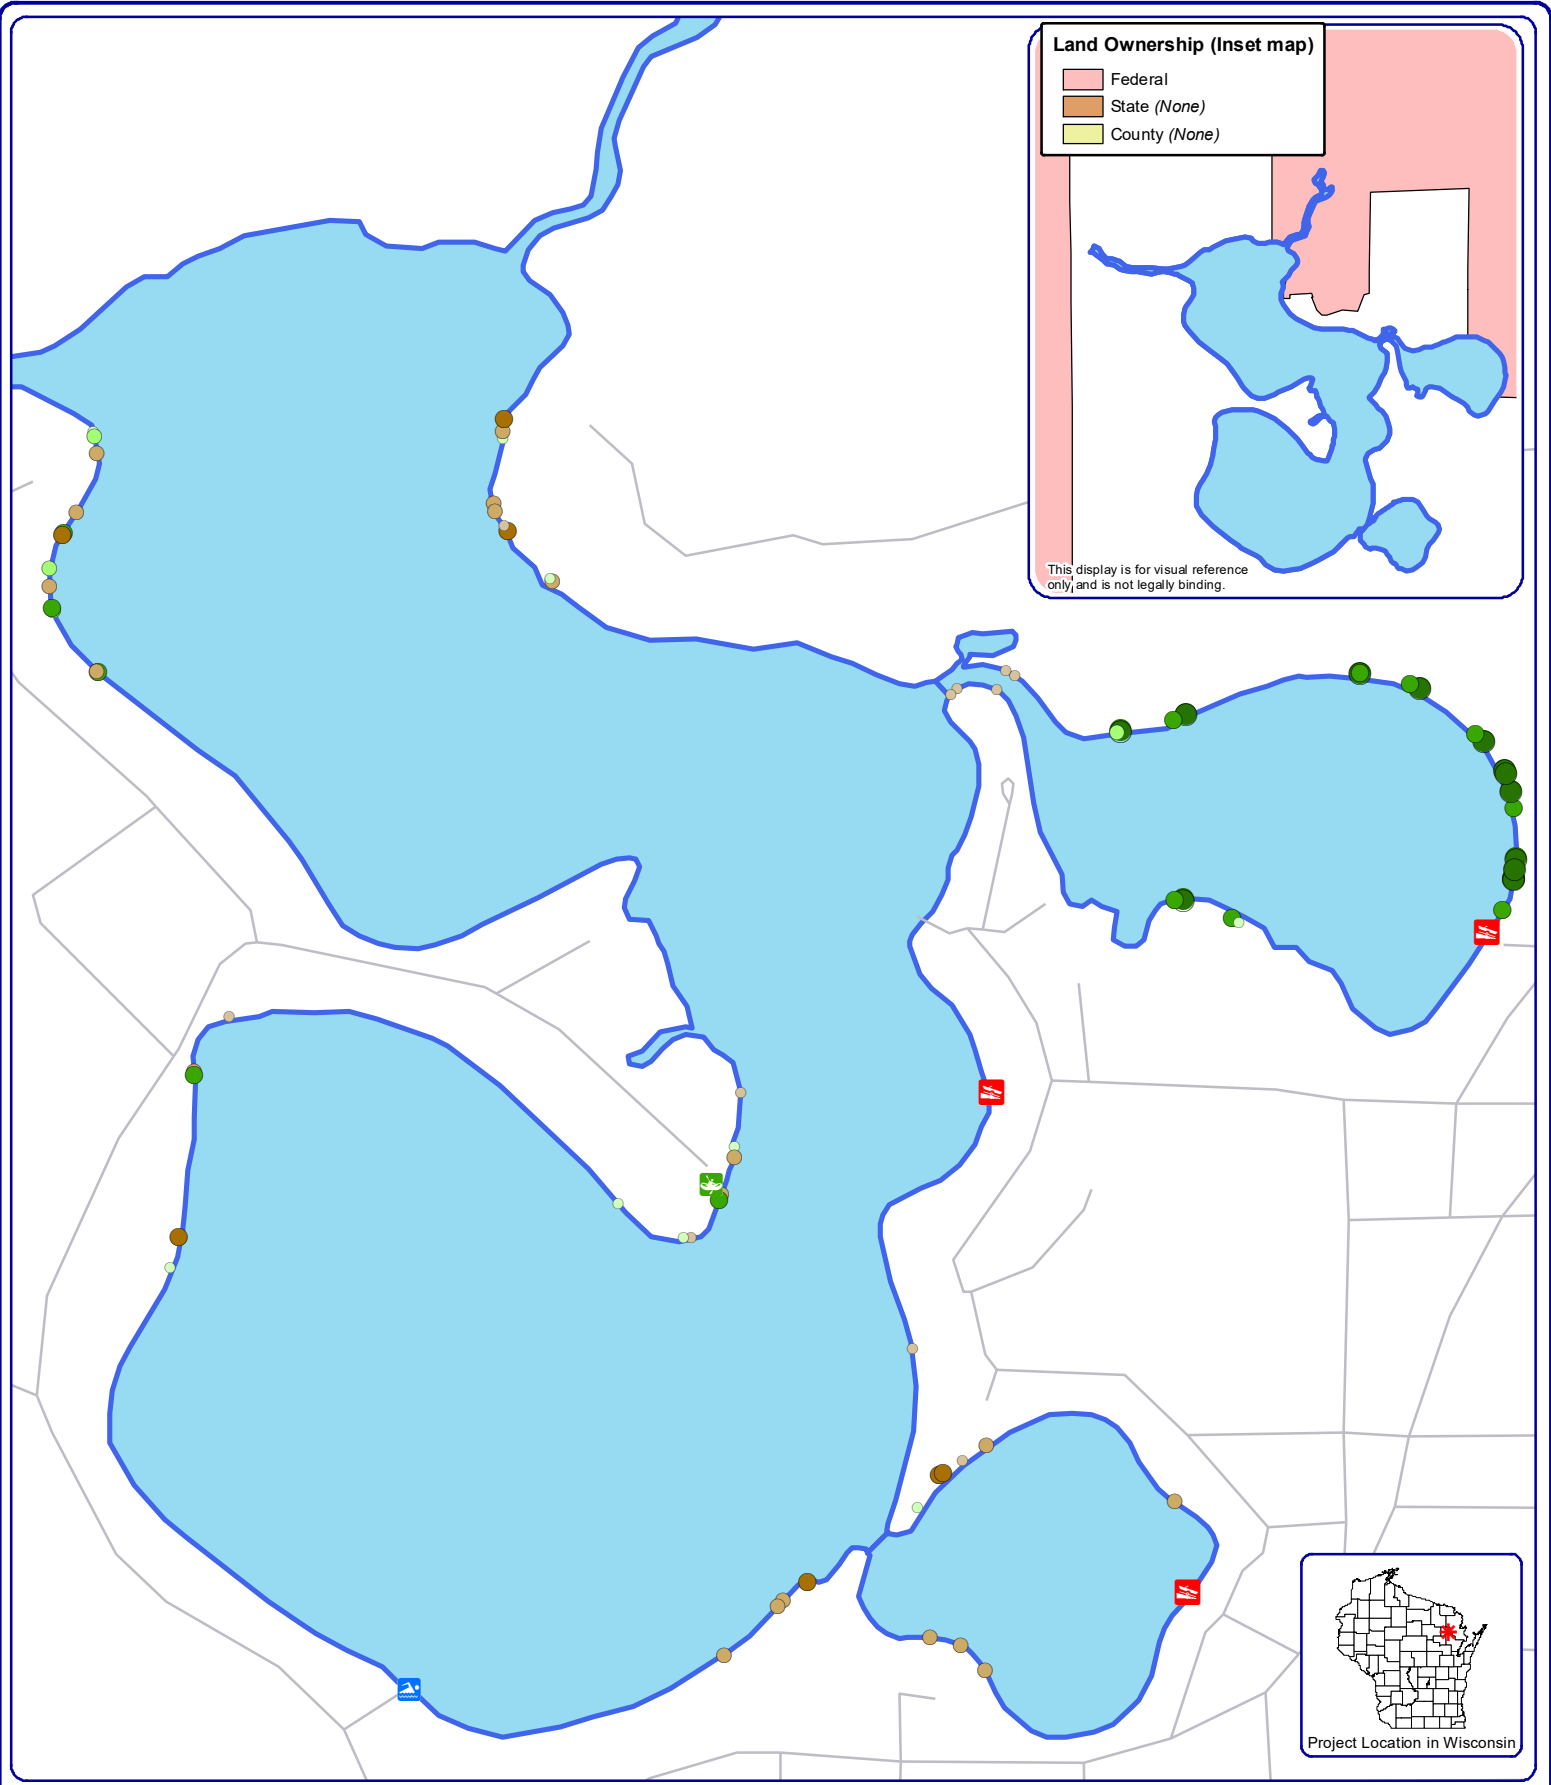 Land Ownership (Inset map)
Federal
State (None)
County (None)
This display is for visual reference
only and is not legally binding.
Project Location in Wisconsin